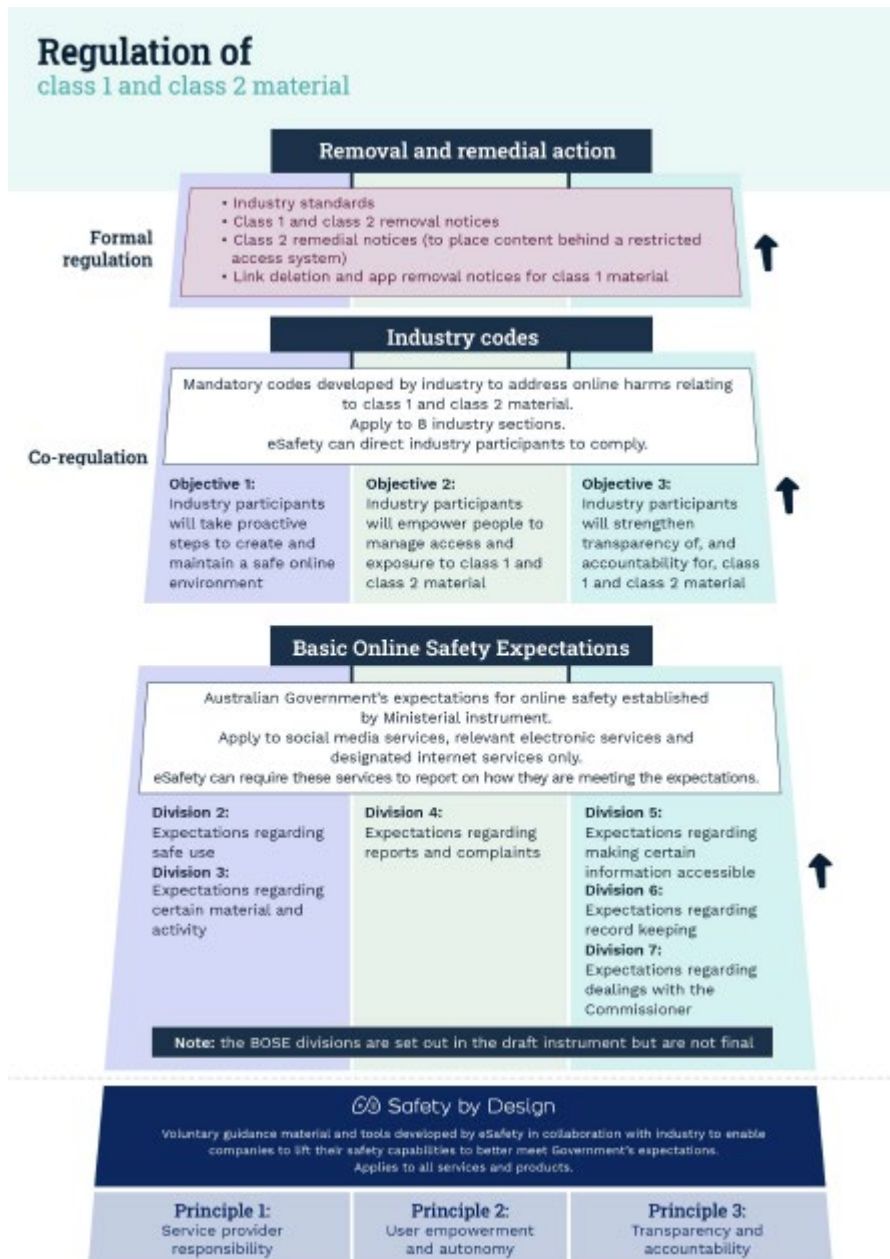 Regulation of
class 1 and class 2 material
Removal and remedial action
Formal
regulation
• Industry standards
• Class 1 and class 2 removal notices
• Class 2 remedial notices (to place content behind a restricted
access system)
• Link deletion and app removal notices for class 1 material
Industry codes
Mandatory codes developed by industry to address online harms relating
to class 1 and class 2 material.
Apply to 8 industry sections.
eSafety can direct industry participants to comply.
Co-regulation
Objective 1:
Industry participants
will take proactive
steps to create and
maintain a safe online
environment
Objective 2:
Industry participants
will empower people to
manage access and
exposure to class 1 and
class 2 material
Objective 3:
Industry participants
will strengthen
transparency of, and
accountability for, class
1 and class 2 material
Basic Online Safety Expectations
Australian Government's expectations for online safety established
by Ministerial instrument.
Apply to social media services, relevant electronic services and
designated internet services only.
eSafety can require these services to report on how they are meeting the expectations.
Division 2:
Expectations regarding
safe use
Division 3:
Expectations regarding
certain material and
activity
Division 4:
Expectations regarding
reports and complaints
Division 5:
Expectations regarding
making certain
information accessible
Division 6:
Expectations regarding
record keeping
Division 7:
Expectations regarding
dealings with the
Commissioner
Note: the BOSE divisions are set out in the draft instrument but are not final
Safety by Design
Voluntary guidance material and tools developed by eSafety in collaboration with industry to enable
companies to lift their safety capabilities to better meet Government's expectations.
Applies to all services and products.
Principle 1:
Service provider
responsibility
Principle 2:
User empowerment
and autonomy
Principle 3:
Transparency and
accountability